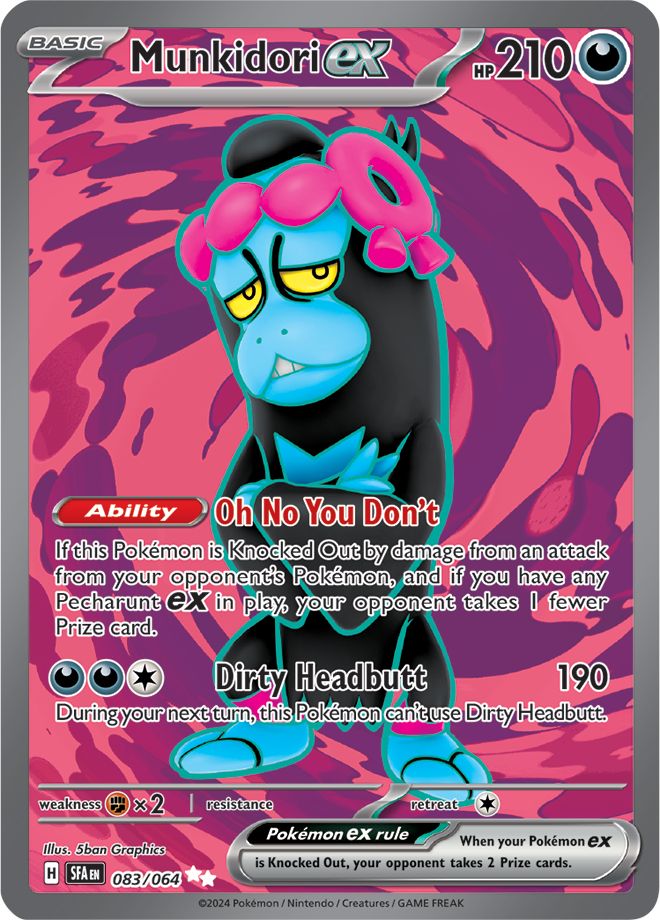 BASIC Munkidori ex HP 210
Ability Oh No You Don't
If this Pokémon is Knocked Out by damage from an attack
from your opponent's Pokémon, and if you have any
Pecharunt ex in play, your opponent takes 1 fewer
Prize card.
Dirty Headbutt 190
During your next turn, this Pokémon can't use Dirty Headbutt.
weakness ×2 resistance retreat
Illus. 5ban Graphics
Pokémon ex rule When your Pokémon ex
is Knocked Out, your opponent takes 2 Prize cards.
H SFA EN 083/064
©2024 Pokémon / Nintendo / Creatures / GAME FREAK